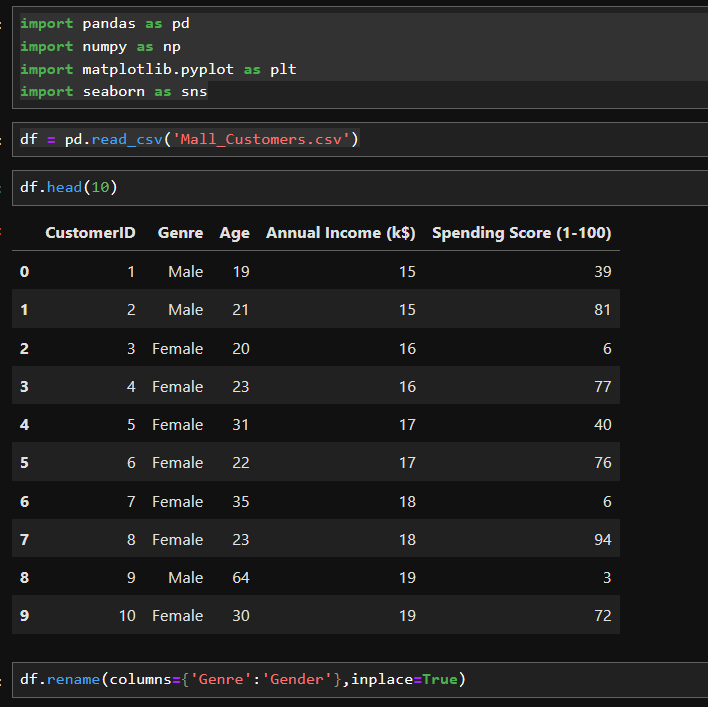 import pandas as pd
import numpy as np
import matplotlib.pyplot as plt
import seaborn as sns
df = pd.read_csv('Mall_Customers.csv')
df.head(10)
CustomerID Genre Age Annual Income (k$) Spending Score (1-100)
0 1 Male 19 15 39
1 2 Male 21 15 81
2 3 Female 20 16 6
3 4 Female 23 16 77
4 5 Female 31 17 40
5 6 Female 22 17 76
6 7 Female 35 18 6
7 8 Female 23 18 94
8 9 Male 64 19 3
9 10 Female 30 19 72
df.rename(columns={'Genre':'Gender'},inplace=True)